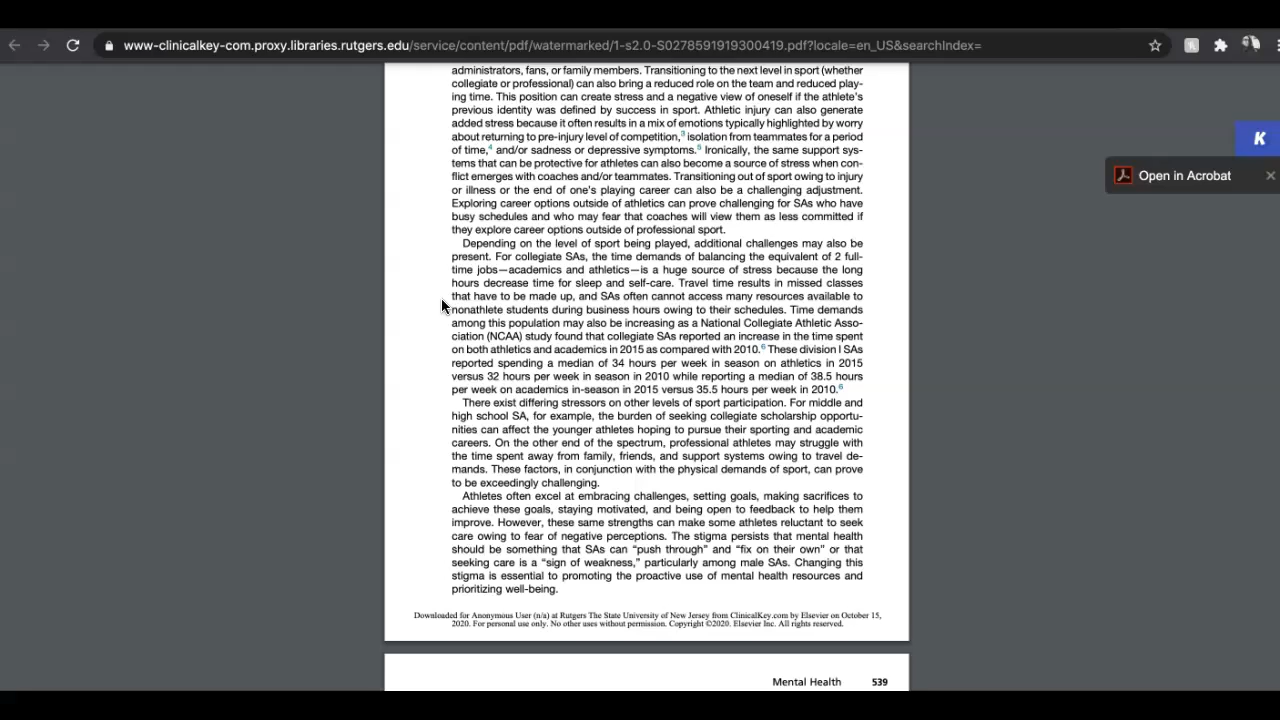 www-clinicalkey-com.proxy.libraries.rutgers.edu/service/content/pdf/watermarked/1-s2.0-S0278591919300419.pdf?locale=en_US&searchIndex=
K
Open in Acrobat
administrators, fans, or family members. Transitioning to the next level in sport (whether
collegiate or professional) can also bring a reduced role on the team and reduced play-
ing time. This position can create stress and a negative view of oneself if the athlete's
previous identity was defined by success in sport. Athletic injury can also generate
added stress because it often results in a mix of emotions typically highlighted by worry
about returning to pre-injury level of competition,3 isolation from teammates for a period
of time,4 and/or sadness or depressive symptoms.5 Ironically, the same support sys-
tems that can be protective for athletes can also become a source of stress when con-
flict emerges with coaches and/or teammates. Transitioning out of sport owing to injury
or illness or the end of one's playing career can also be a challenging adjustment.
Exploring career options outside of athletics can prove challenging for SAs who have
busy schedules and who may fear that coaches will view them as less committed if
they explore career options outside of professional sport.
Depending on the level of sport being played, additional challenges may also be
present. For collegiate SAs, the time demands of balancing the equivalent of 2 full-
time jobs—academics and athletics—is a huge source of stress because the long
hours decrease time for sleep and self-care. Travel time results in missed classes
that have to be made up, and SAs often cannot access many resources available to
nonathlete students during business hours owing to their schedules. Time demands
among this population may also be increasing as a National Collegiate Athletic Asso-
ciation (NCAA) study found that collegiate SAs reported an increase in the time spent
on both athletics and academics in 2015 as compared with 2010.6 These division I SAs
reported spending a median of 34 hours per week in season on athletics in 2015
versus 32 hours per week in season in 2010 while reporting a median of 38.5 hours
per week on academics in-season in 2015 versus 35.5 hours per week in 2010.6
There exist differing stressors on other levels of sport participation. For middle and
high school SA, for example, the burden of seeking collegiate scholarship opportu-
nities can affect the younger athletes hoping to pursue their sporting and academic
careers. On the other end of the spectrum, professional athletes may struggle with
the time spent away from family, friends, and support systems owing to travel de-
mands. These factors, in conjunction with the physical demands of sport, can prove
to be exceedingly challenging.
Athletes often excel at embracing challenges, setting goals, making sacrifices to
achieve these goals, staying motivated, and being open to feedback to help them
improve. However, these same strengths can make some athletes reluctant to seek
care owing to fear of negative perceptions. The stigma persists that mental health
should be something that SAs can “push through” and “fix on their own” or that
seeking care is a “sign of weakness,” particularly among male SAs. Changing this
stigma is essential to promoting the proactive use of mental health resources and
prioritizing well-being.
Downloaded for Anonymous User (n/a) at Rutgers The State University of New Jersey from ClinicalKey.com by Elsevier on October 15,
2020. For personal use only. No other uses without permission. Copyright ©2020. Elsevier Inc. All rights reserved.
Mental Health 539